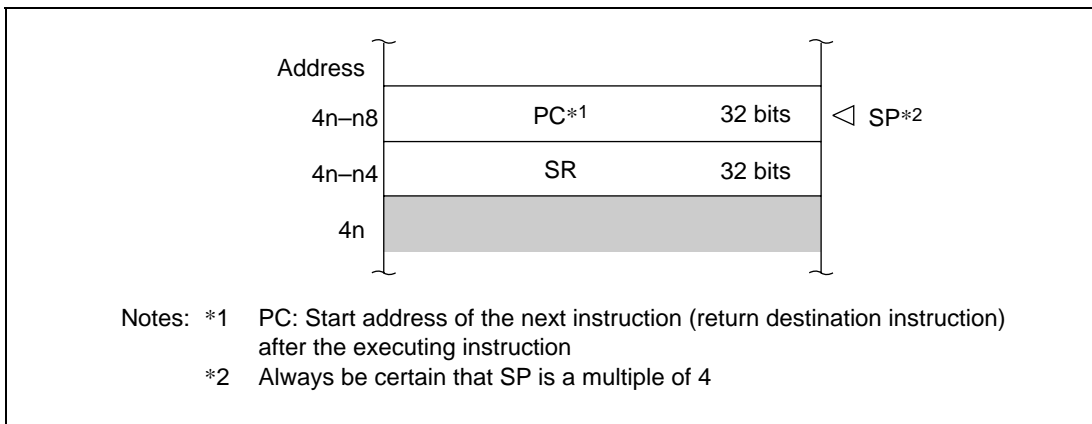 Address
4n–n8 PC*1 32 bits SP*2
4n–n4 SR 32 bits
4n
Notes: *1 PC: Start address of the next instruction (return destination instruction)
after the executing instruction
*2 Always be certain that SP is a multiple of 4